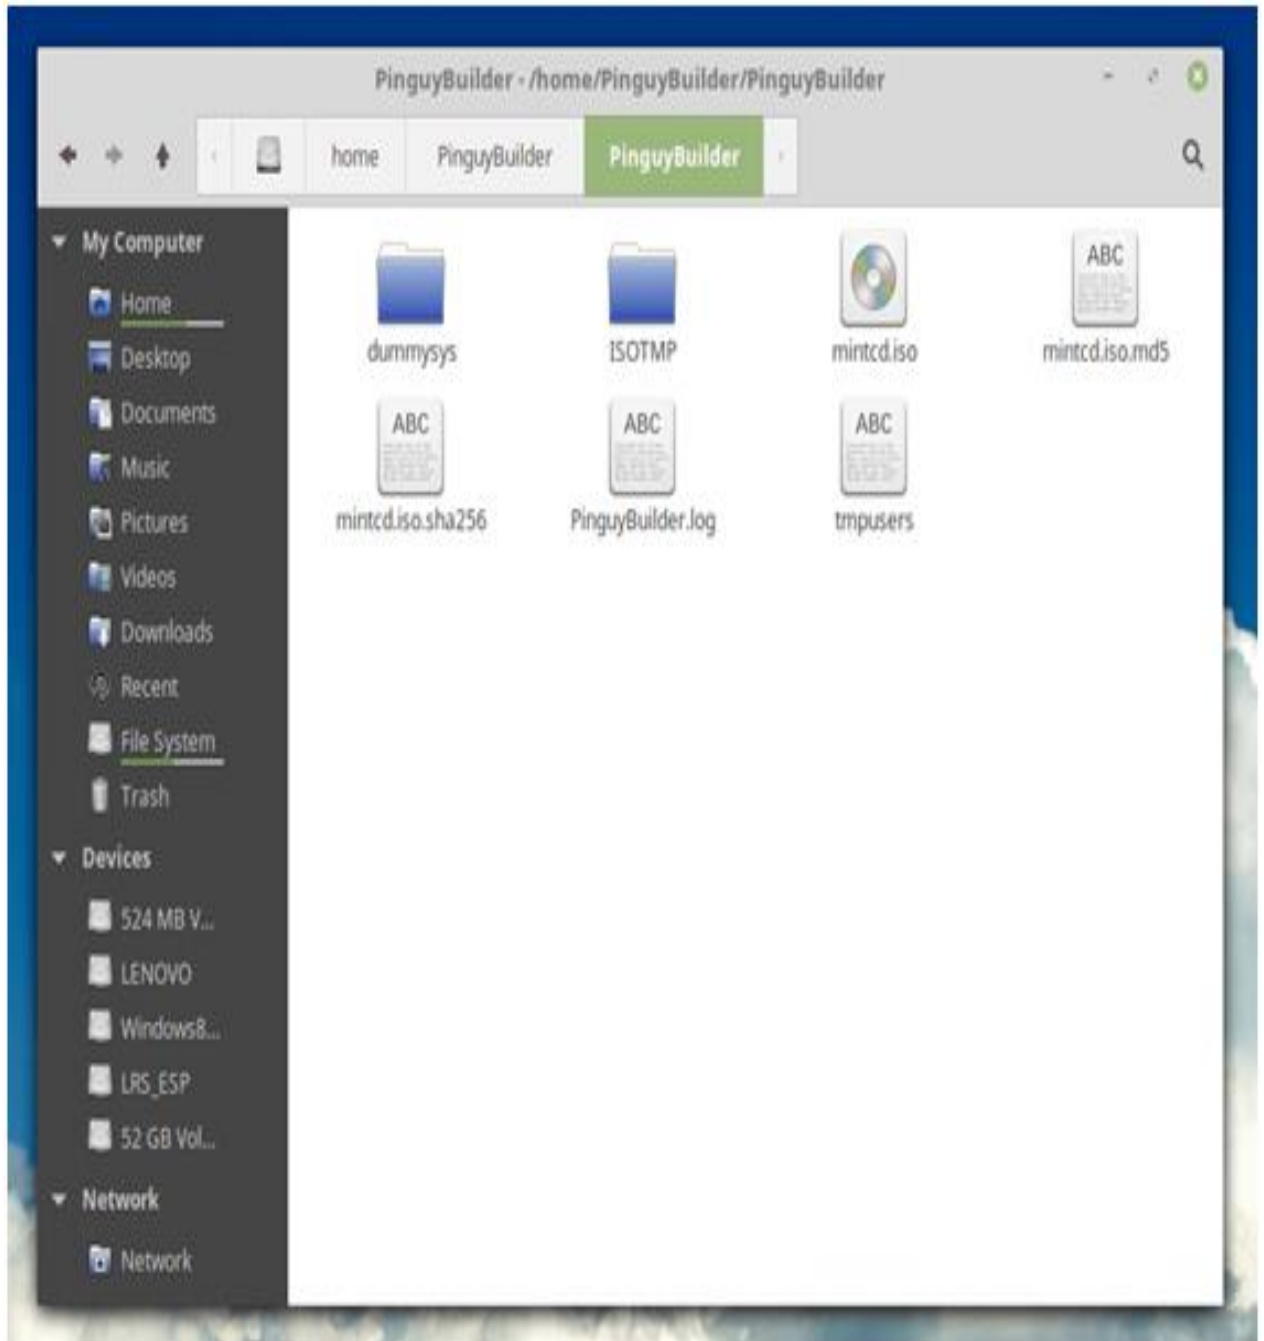 PinguyBuilder - /home/PinguyBuilder/PinguyBuilder
home PinguyBuilder PinguyBuilder
My Computer
Home
Desktop
Documents
Music
Pictures
Videos
Downloads
Recent
File System
Trash
Devices
524 MB V...
LENOVO
Windows8...
LRS_ESP
52 GB Vol...
Network
Network
dummysys ISOTMP mintcd.iso ABC mintcd.iso.md5
ABC mintcd.iso.sha256 ABC PinguyBuilder.log ABC tmpusers